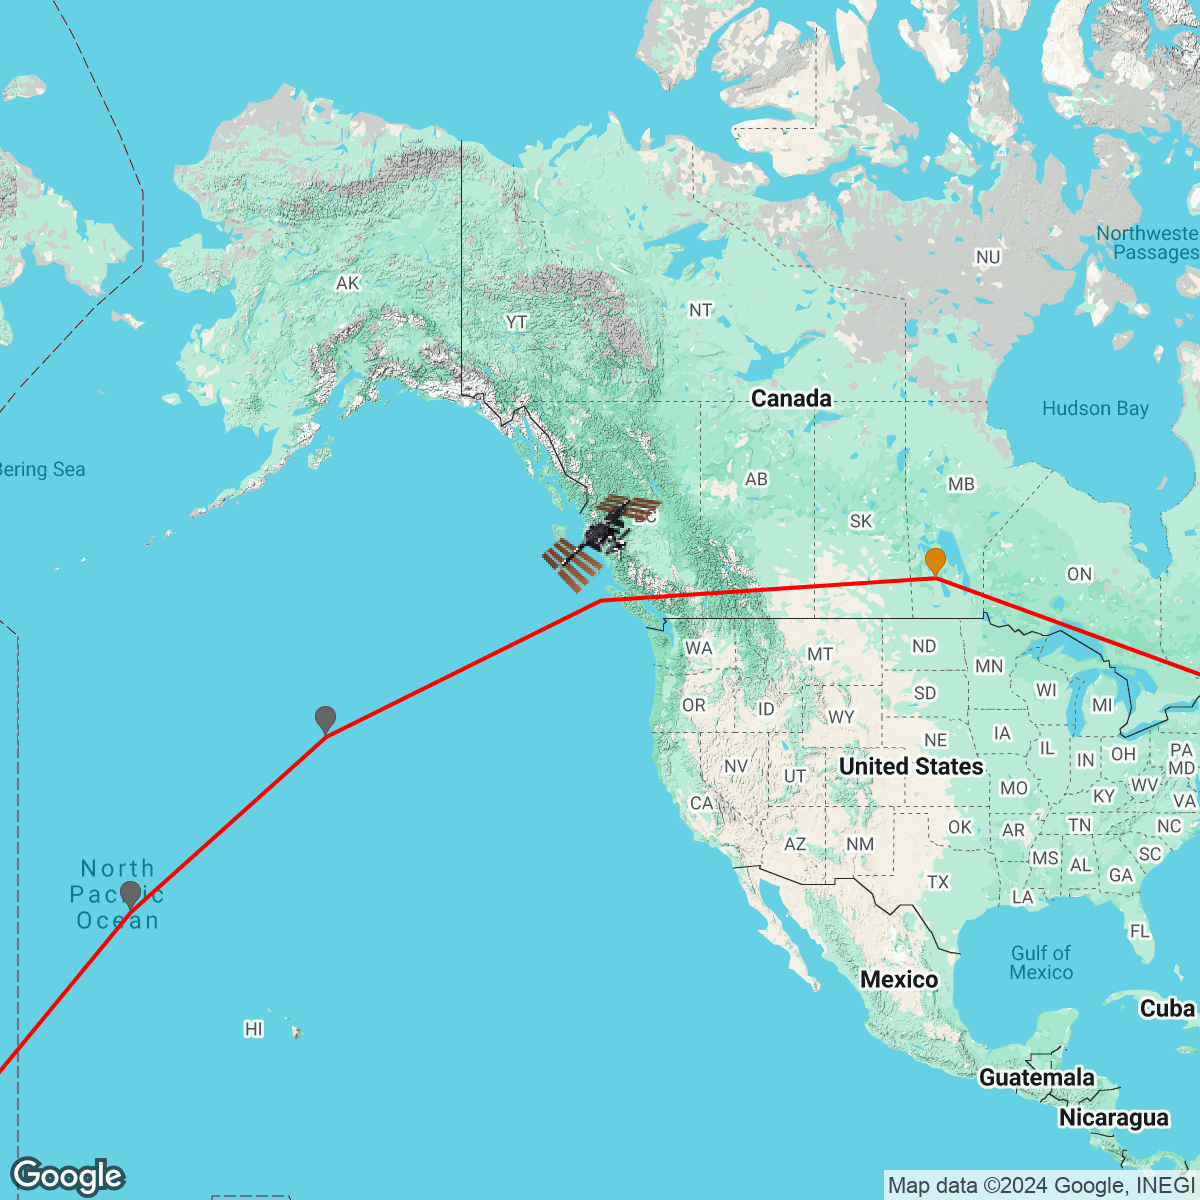 Northweste
Passages
NU
AK
NT
YT
Canada
Hudson Bay
Bering Sea
AB
MB
SK
BC
ON
WA
ND
MT
MN
SD
WI
OR
ID
WY
MI
IA
NE
IL
OH
PA
IN
NV
UT
United States
MD
MO
WV
KY
VA
CA
OK
AR
TN
NC
AZ
NM
MS
SC
AL
GA
TX
LA
North
Pacific
Ocean
FL
Gulf of
Mexico
Mexico
Cuba
HI
Guatemala
Nicaragua
Google
Map data ©2024 Google, INEGI